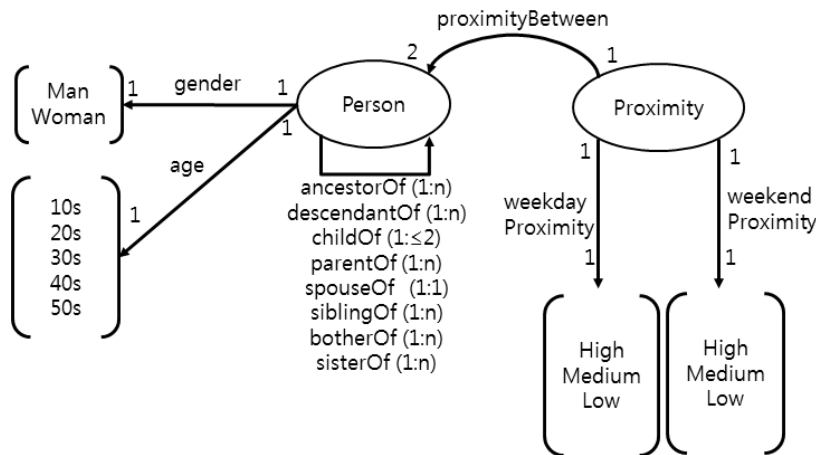 proximityBetween
2
1
Man
Woman
1
gender
1
Person
Proximity
1
age
1
10s
20s
30s
40s
50s
ancestorOf (1:n)
descendantOf (1:n)
childOf (1:≤2)
parentOf (1:n)
spouseOf (1:1)
siblingOf (1:n)
botherOf (1:n)
sisterOf (1:n)
1
weekday
Proximity
1
1
weekend
Proximity
1
High
Medium
Low
High
Medium
Low